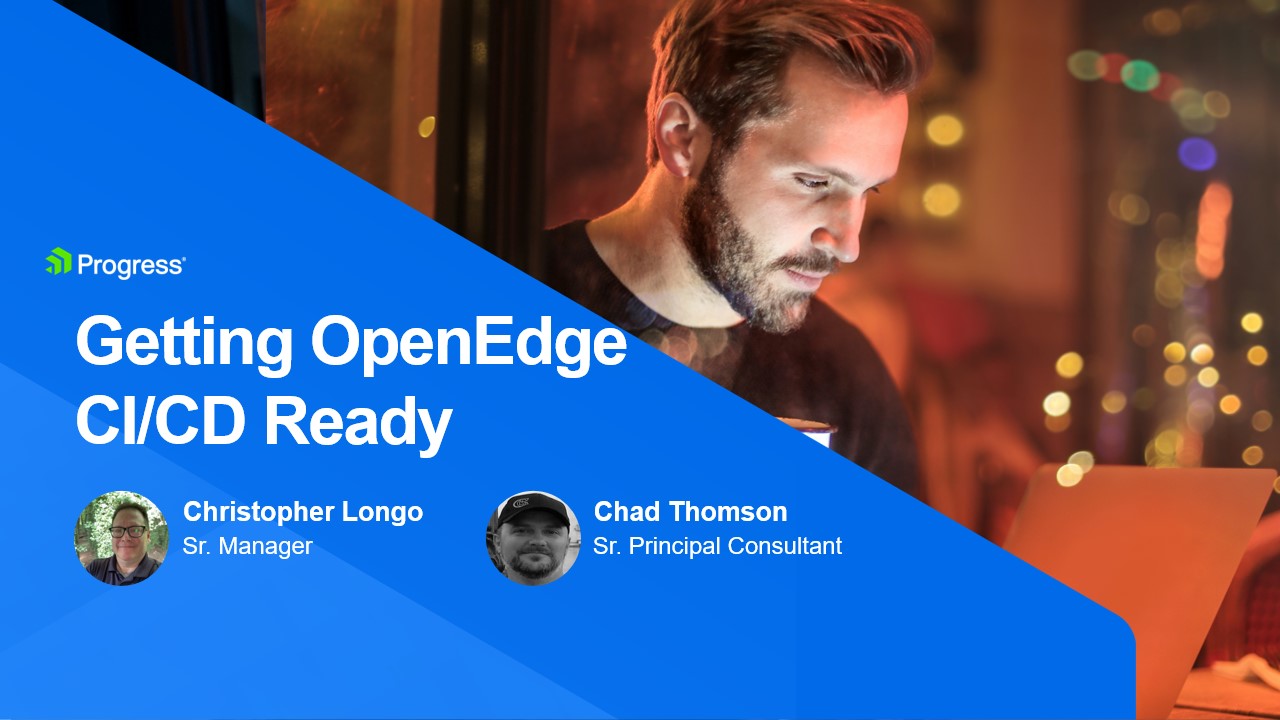 Progress®
Getting OpenEdge
CI/CD Ready
Christopher Longo
Sr. Manager
Chad Thomson
Sr. Principal Consultant